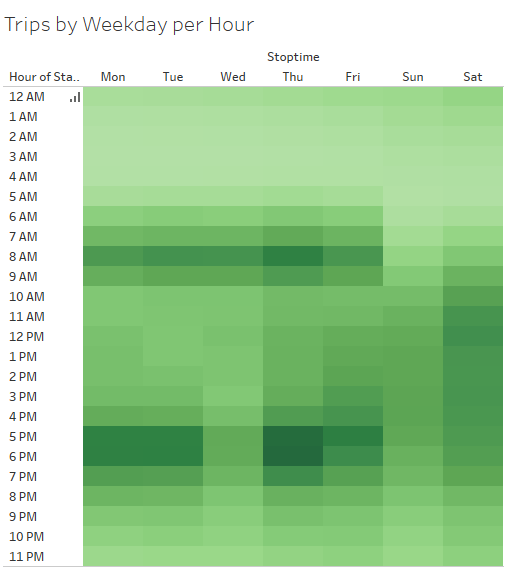 Trips by Weekday per Hour
Stoptime
Hour of Sta.. Mon Tue Wed Thu Fri Sun Sat
12 AM
1 AM
2 AM
3 AM
4 AM
5 AM
6 AM
7 AM
8 AM
9 AM
10 AM
11 AM
12 PM
1 PM
2 PM
3 PM
4 PM
5 PM
6 PM
7 PM
8 PM
9 PM
10 PM
11 PM